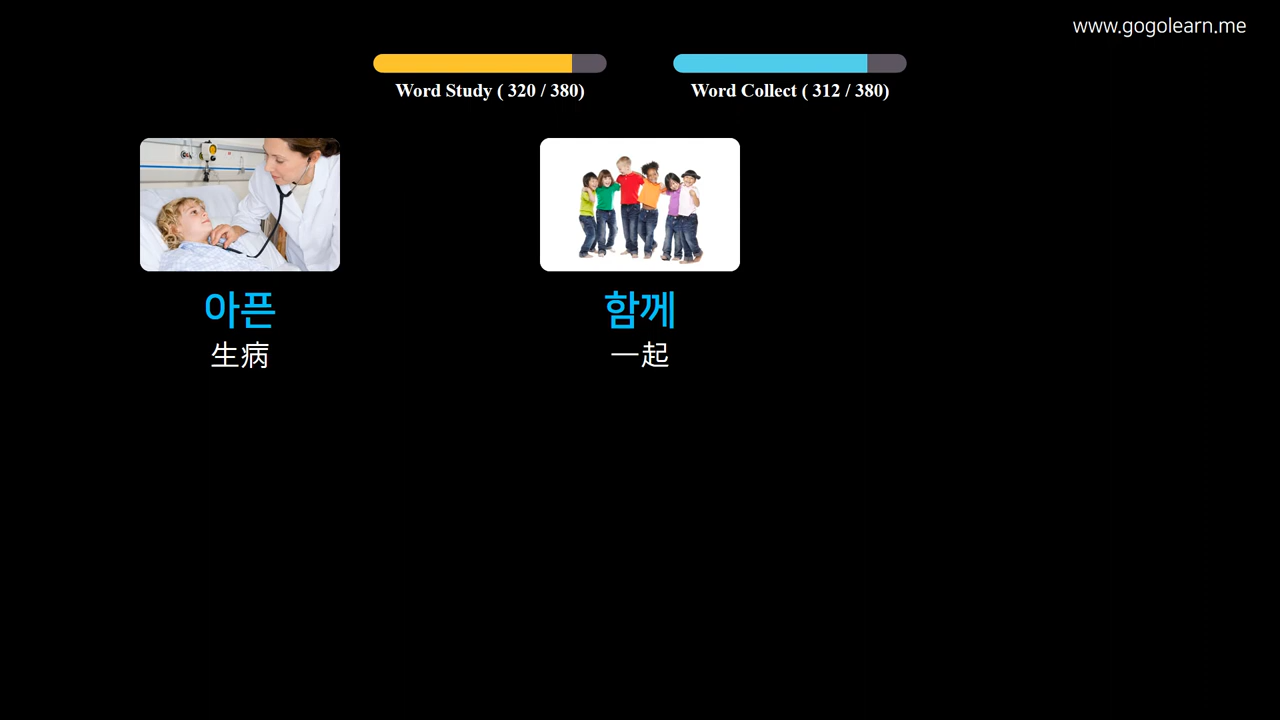 www.gogolearn.me
Word Study ( 320 / 380)
Word Collect ( 312 / 380)
아픈
生病
함께
一起